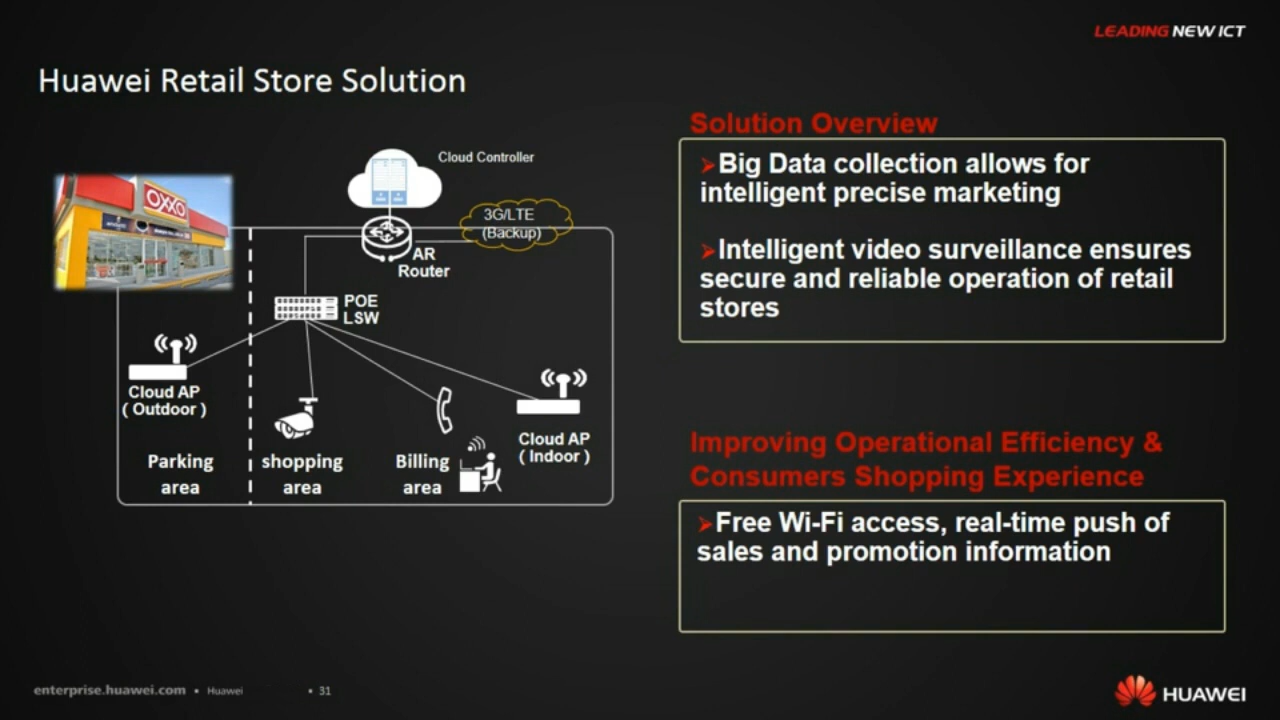 LEADING NEW ICT
Huawei Retail Store Solution
Cloud Controller
OXXO
3G/LTE
(Backup)
AR
Router
POE
LSW
Cloud AP
( Outdoor )
Cloud AP
( Indoor )
Parking
area
shopping
area
Billing
area
Solution Overview
➢Big Data collection allows for
intelligent precise marketing
➢Intelligent video surveillance ensures
secure and reliable operation of retail
stores
Improving Operational Efficiency &
Consumers Shopping Experience
➢Free Wi-Fi access, real-time push of
sales and promotion information
enterprise.huawei.com ▪ Huawei ▪ 31
HUAWEI